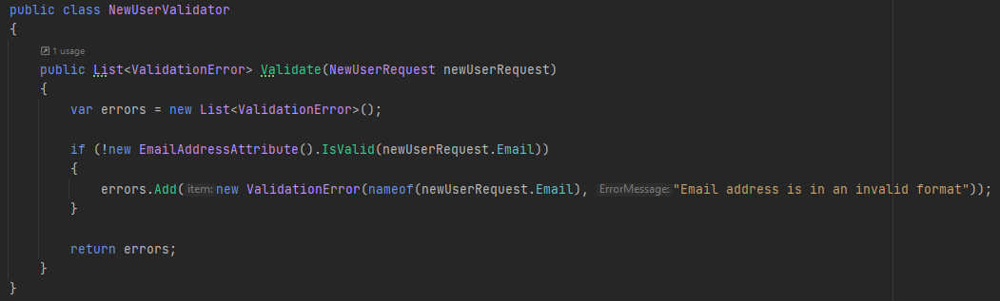 public class NewUserValidator
{
1 usage
public List<ValidationError> Validate(NewUserRequest newUserRequest)
{
var errors = new List<ValidationError>();
if (!new EmailAddressAttribute().IsValid(newUserRequest.Email))
{
errors.Add(item:new ValidationError(nameof(newUserRequest.Email), ErrorMessage:"Email address is in an invalid format"));
}
return errors;
}
}